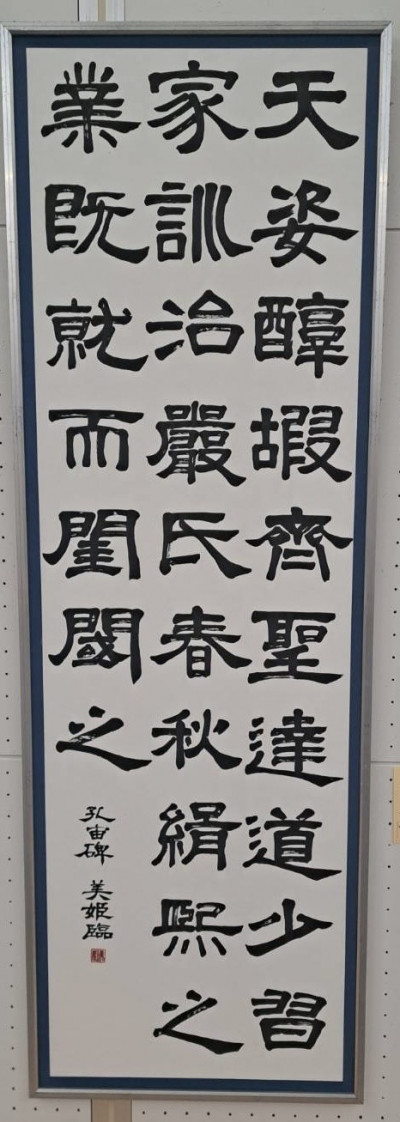 天姿醇嘏齊聖達道少習
家訓治嚴氏春秋緝熙之
業既就而閨閾之
孔宙碑 美姫臨